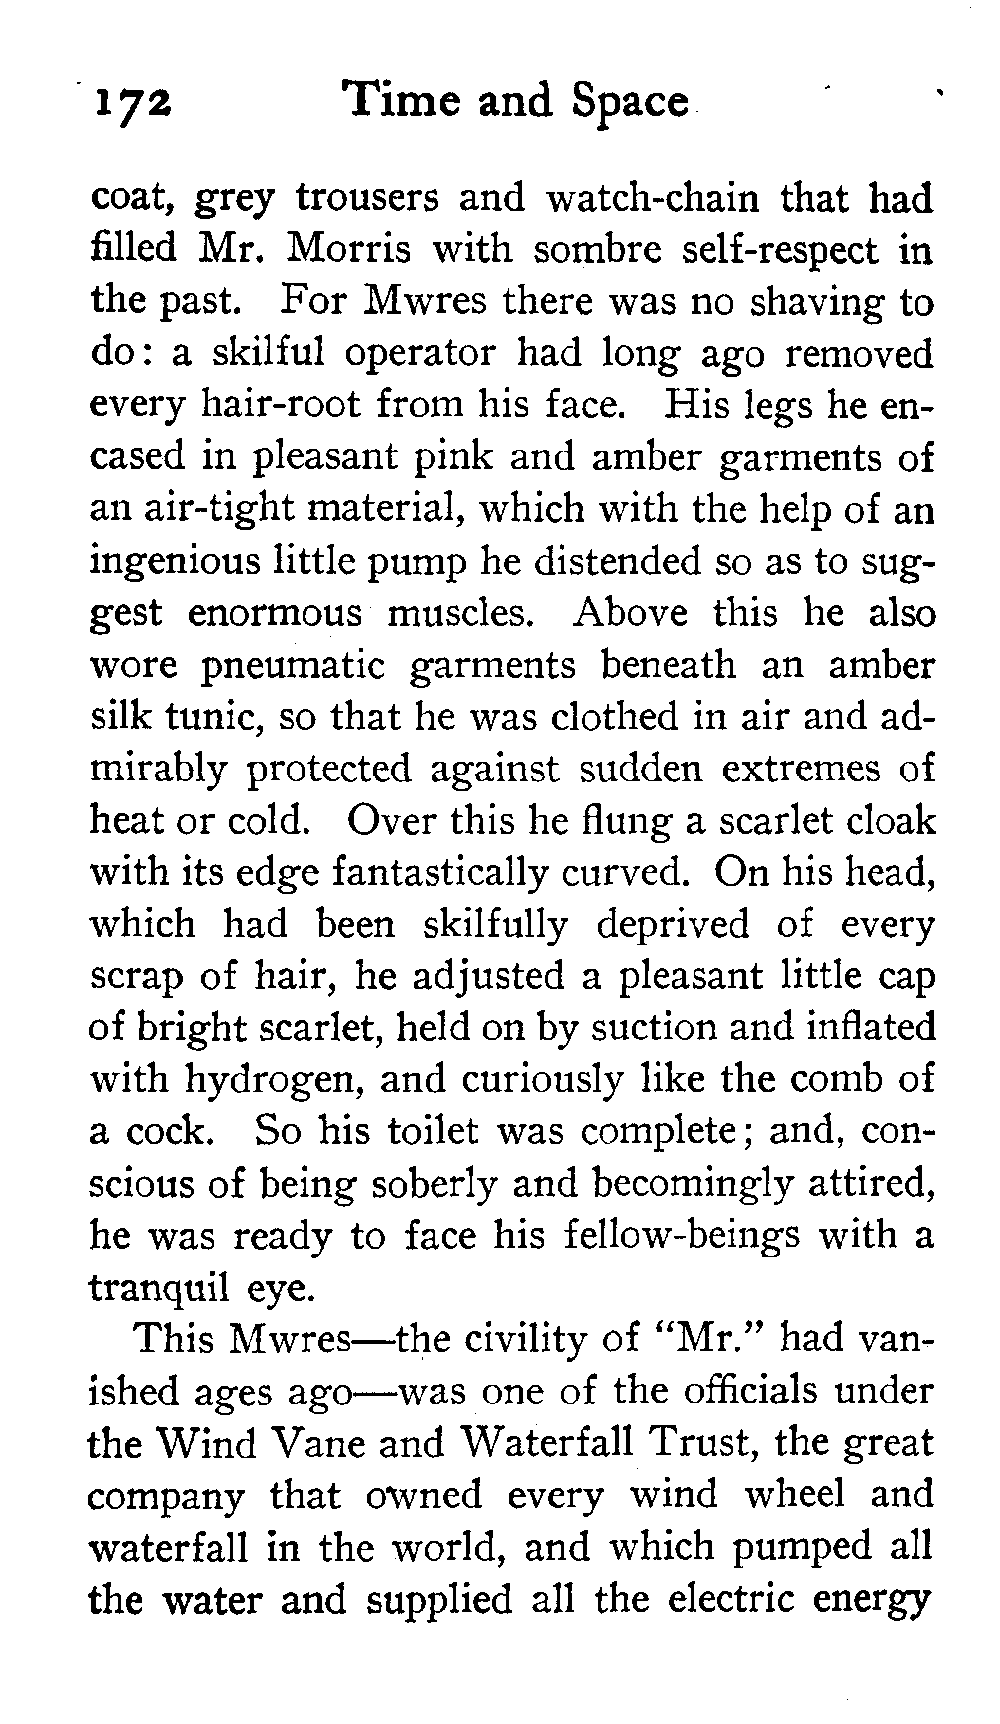 172 Time and Space
coat, grey trousers and watch-chain that had
filled Mr. Morris with sombre self-respect in
the past. For Mwres there was no shaving to
do: a skilful operator had long ago removed
every hair-root from his face. His legs he en-
cased in pleasant pink and amber garments of
an air-tight material, which with the help of an
ingenious little pump he distended so as to sug-
gest enormous muscles. Above this he also
wore pneumatic garments beneath an amber
silk tunic, so that he was clothed in air and ad-
mirably protected against sudden extremes of
heat or cold. Over this he flung a scarlet cloak
with its edge fantastically curved. On his head,
which had been skilfully deprived of every
scrap of hair, he adjusted a pleasant little cap
of bright scarlet, held on by suction and inflated
with hydrogen, and curiously like the comb of
a cock. So his toilet was complete; and, con-
scious of being soberly and becomingly attired,
he was ready to face his fellow-beings with a
tranquil eye.
This Mwres—the civility of “Mr.” had van-
ished ages ago—was one of the officials under
the Wind Vane and Waterfall Trust, the great
company that owned every wind wheel and
waterfall in the world, and which pumped all
the water and supplied all the electric energy